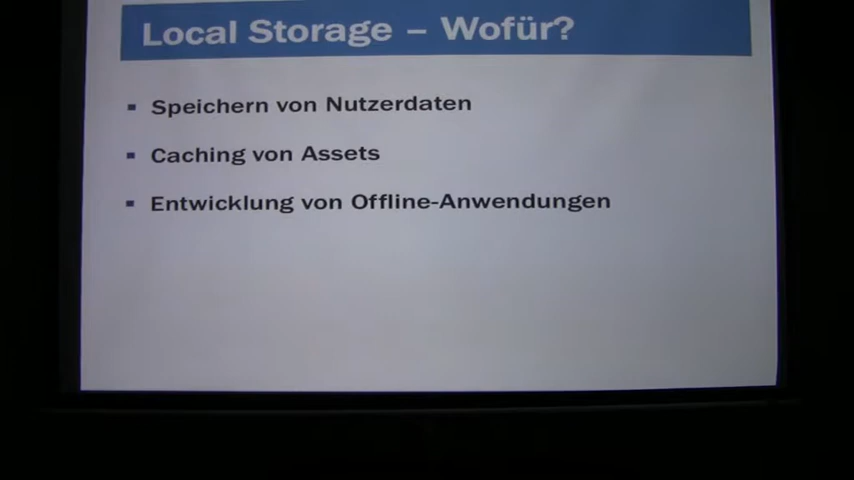 Local Storage – Wofür?
▪ Speichern von Nutzerdaten
▪ Caching von Assets
▪ Entwicklung von Offline-Anwendungen